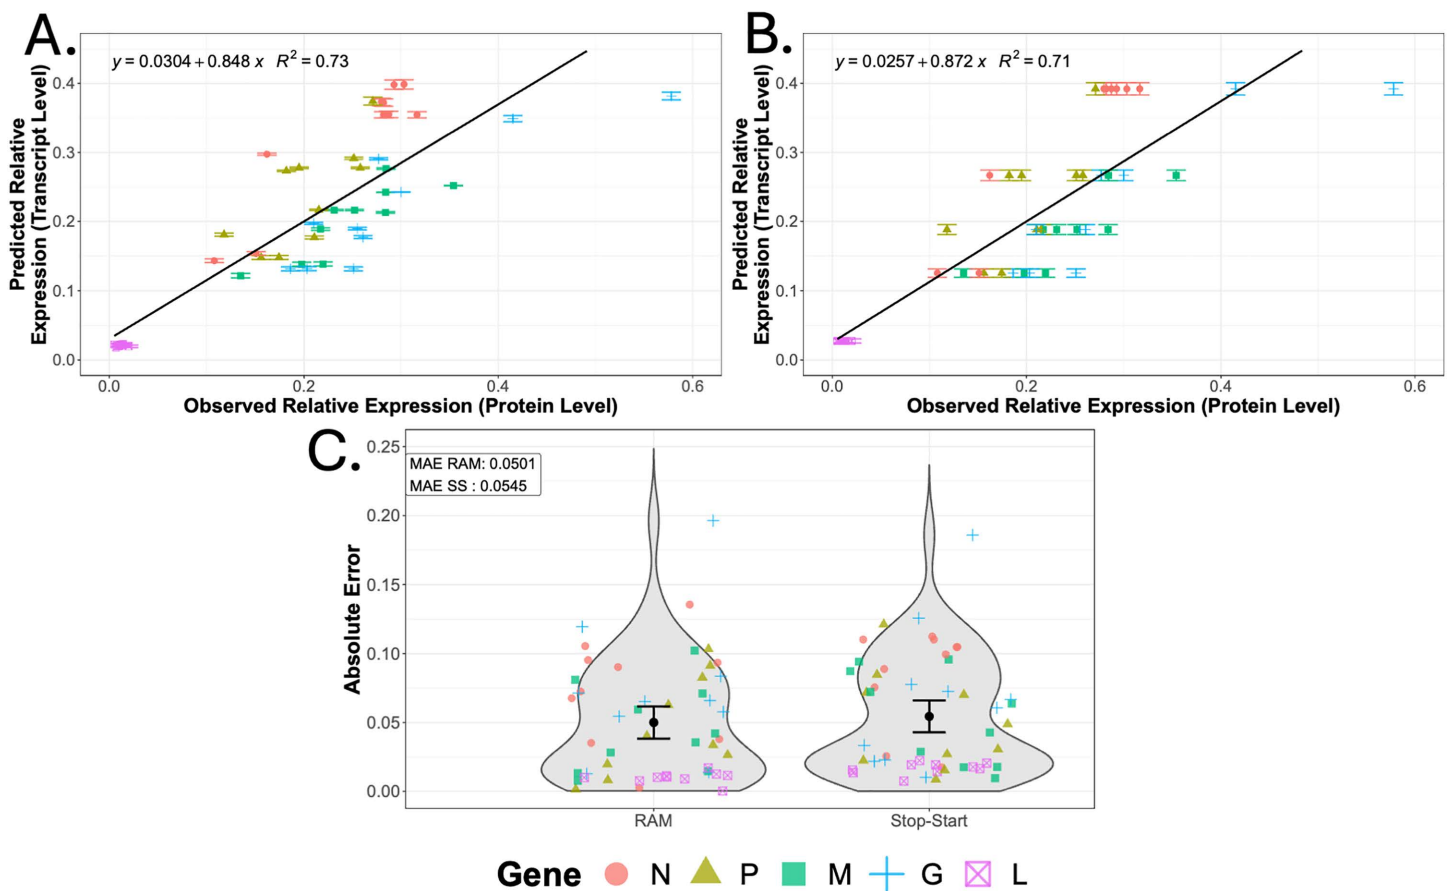 A.
y = 0.0304 + 0.848 x R² = 0.73
Predicted Relative
Expression (Transcript Level)
0.4
0.3
0.2
0.1
0.0
0.0 0.2 0.4 0.6
Observed Relative Expression (Protein Level)
B.
y = 0.0257 + 0.872 x R² = 0.71
Predicted Relative
Expression (Transcript Level)
0.4
0.3
0.2
0.1
0.0
0.0 0.2 0.4 0.6
Observed Relative Expression (Protein Level)
C.
MAE RAM: 0.0501
MAE SS : 0.0545
Absolute Error
0.25
0.20
0.15
0.10
0.05
0.00
RAM Stop-Start
Gene N P M G L